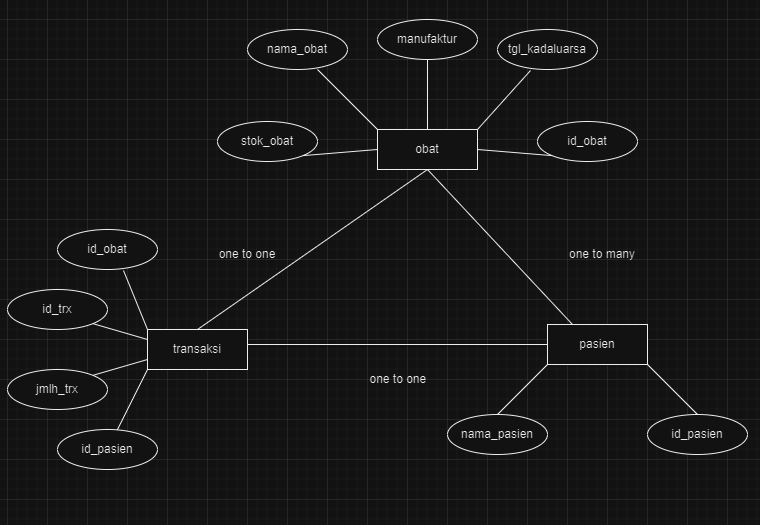 manufaktur
nama_obat
tgl_kadaluarsa
stok_obat
obat
id_obat
id_obat
one to one
one to many
id_trx
transaksi
pasien
one to one
jmlh_trx
id_pasien
nama_pasien
id_pasien